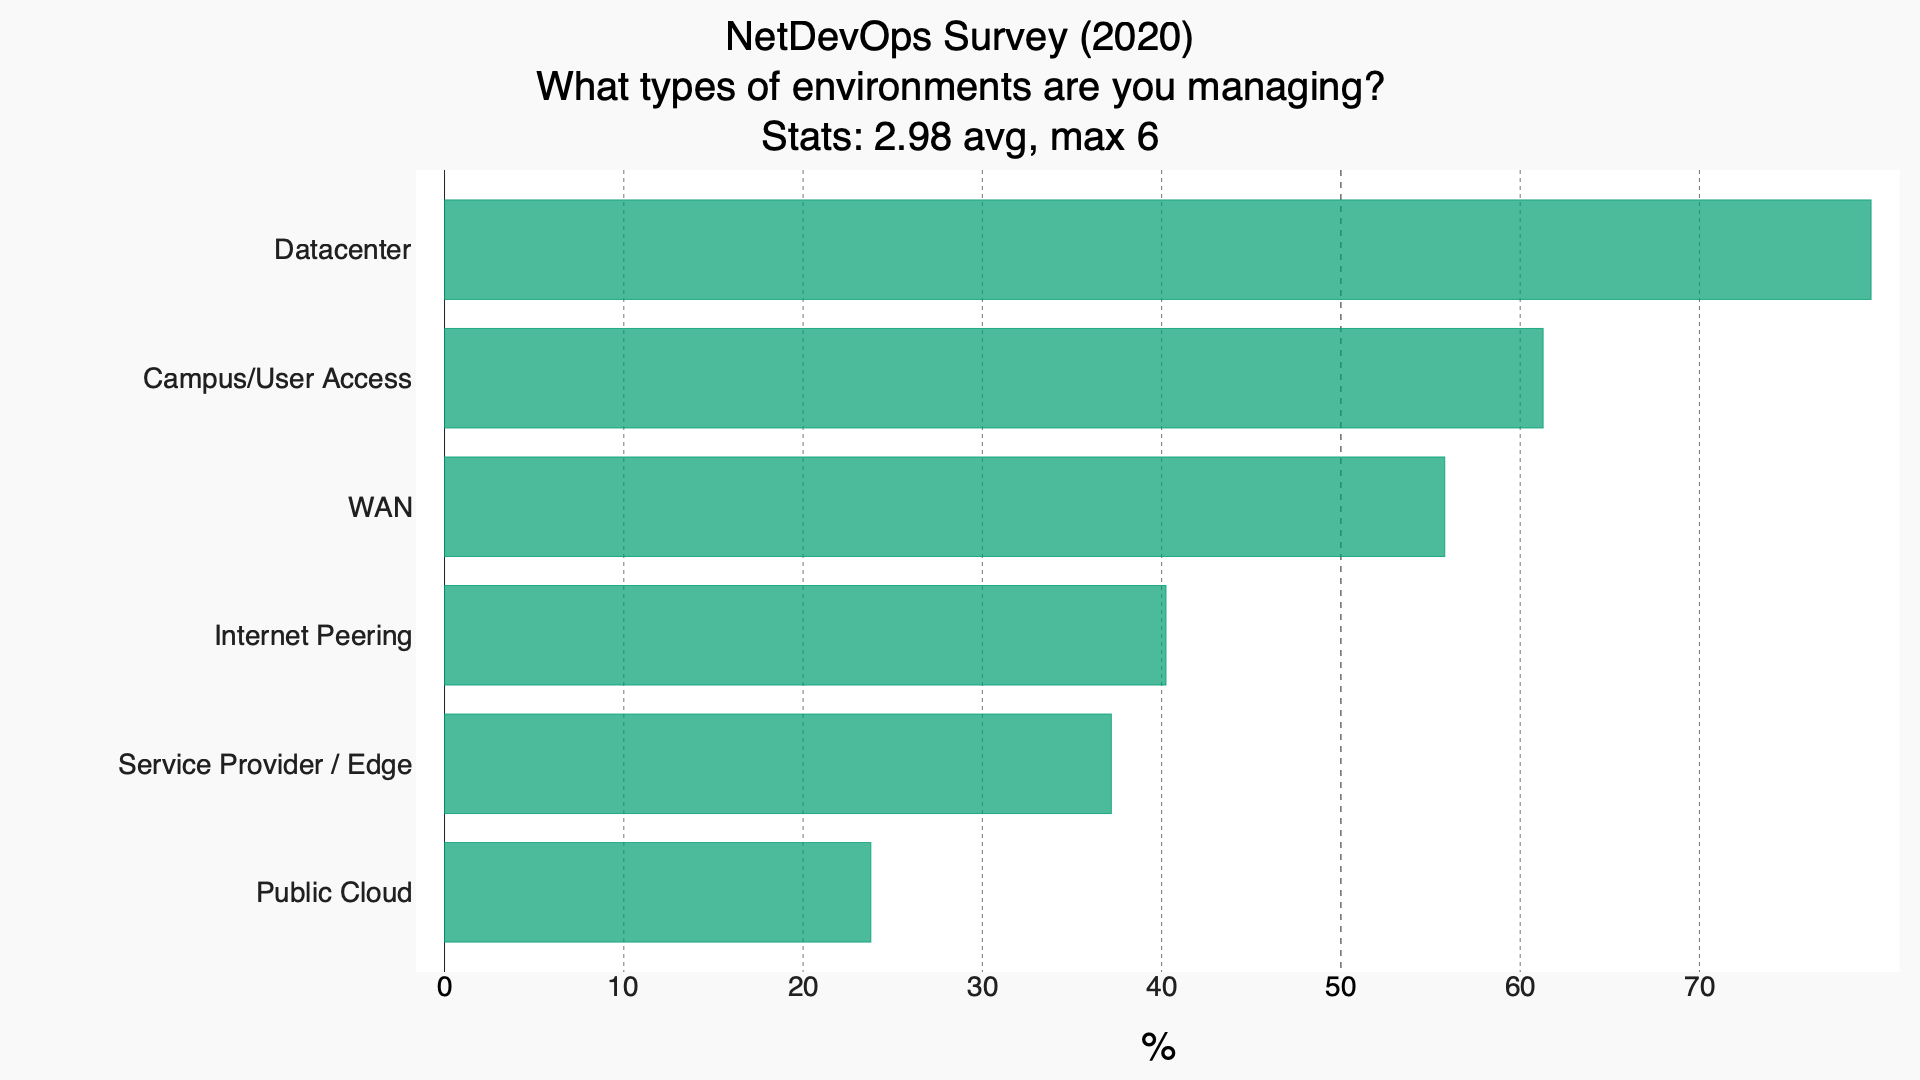 NetDevOps Survey (2020)
What types of environments are you managing?
Stats: 2.98 avg, max 6
Datacenter
Campus/User Access
WAN
Internet Peering
Service Provider / Edge
Public Cloud
0 10 20 30 40 50 60 70
%